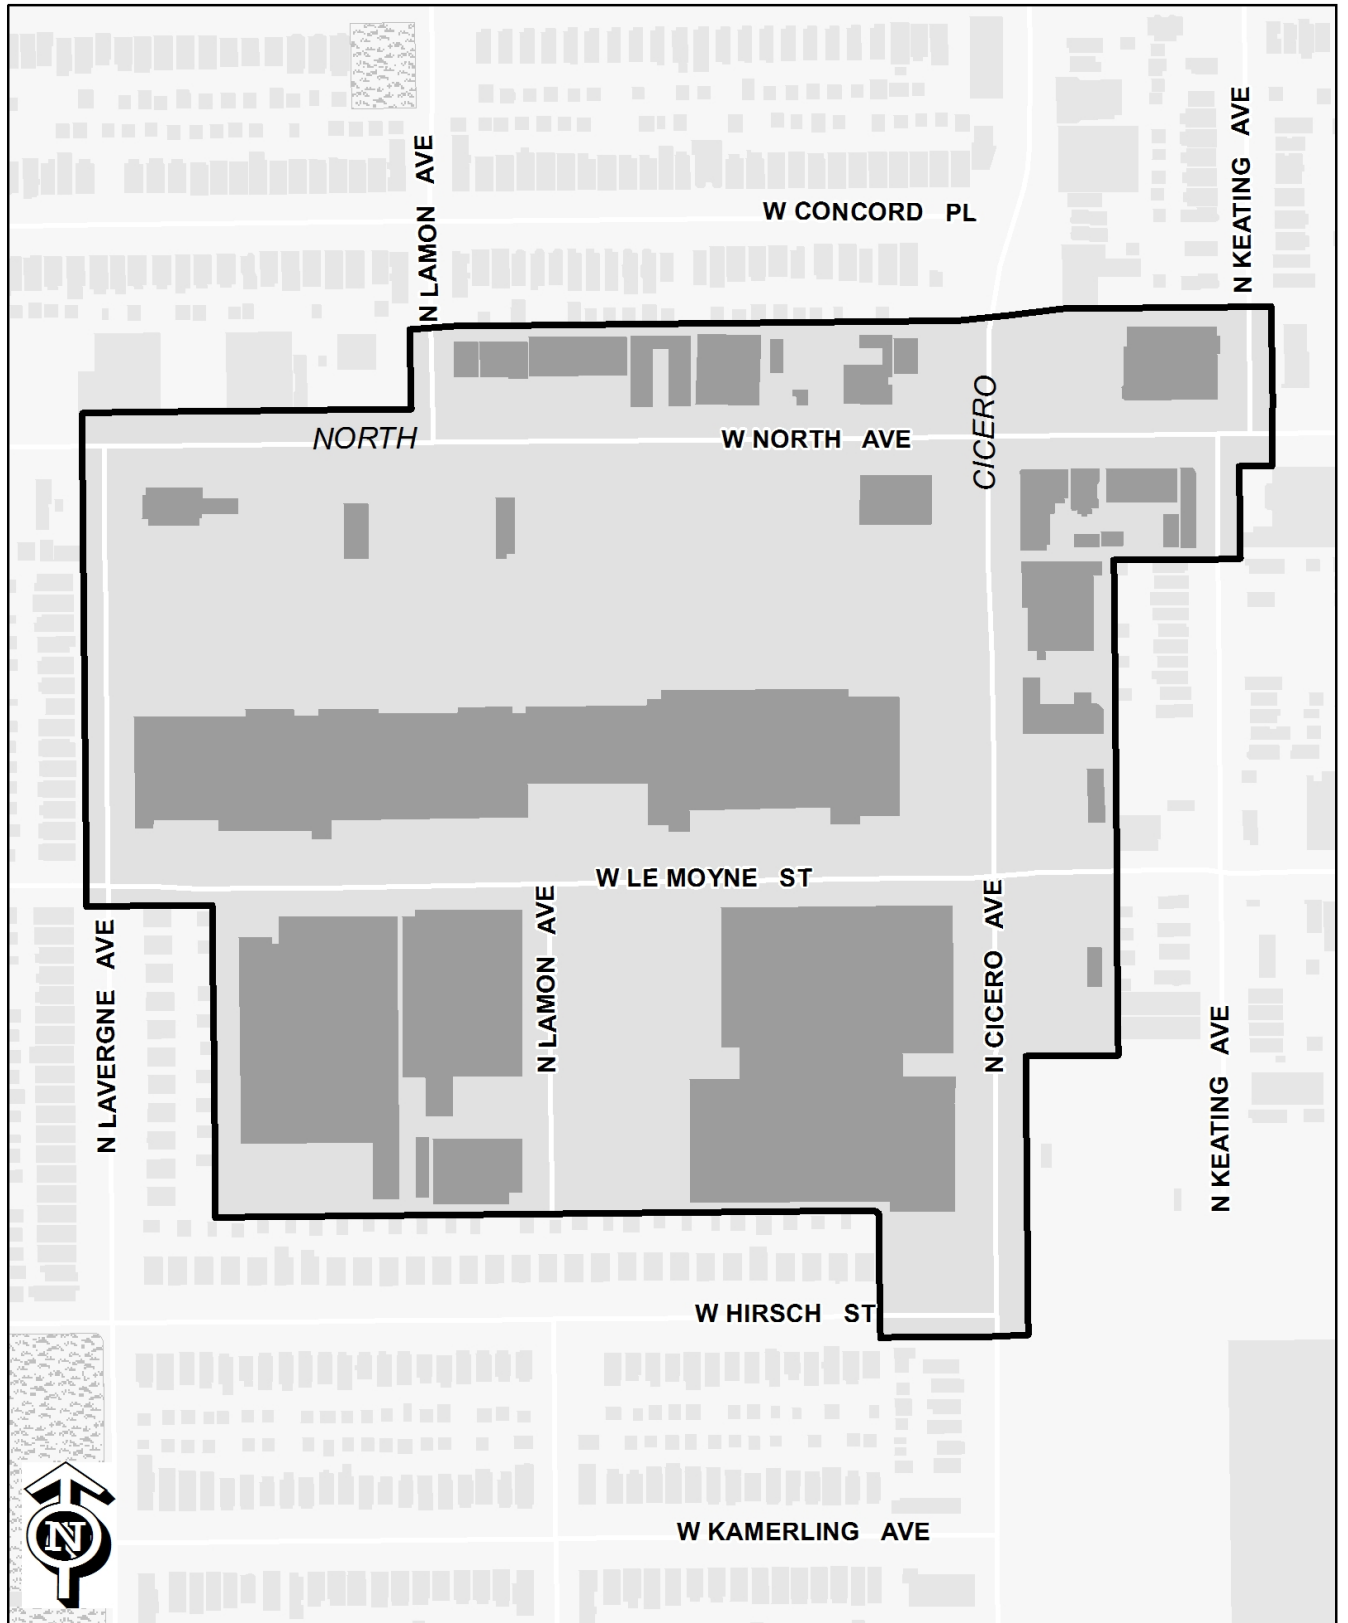 N LAMON AVE
N KEATING AVE
W CONCORD PL
CICERO
NORTH
W NORTH AVE
W LE MOYNE ST
N LAVERGNE AVE
N LAMON AVE
N CICERO AVE
N KEATING AVE
W HIRSCH ST
N
W KAMERLING AVE